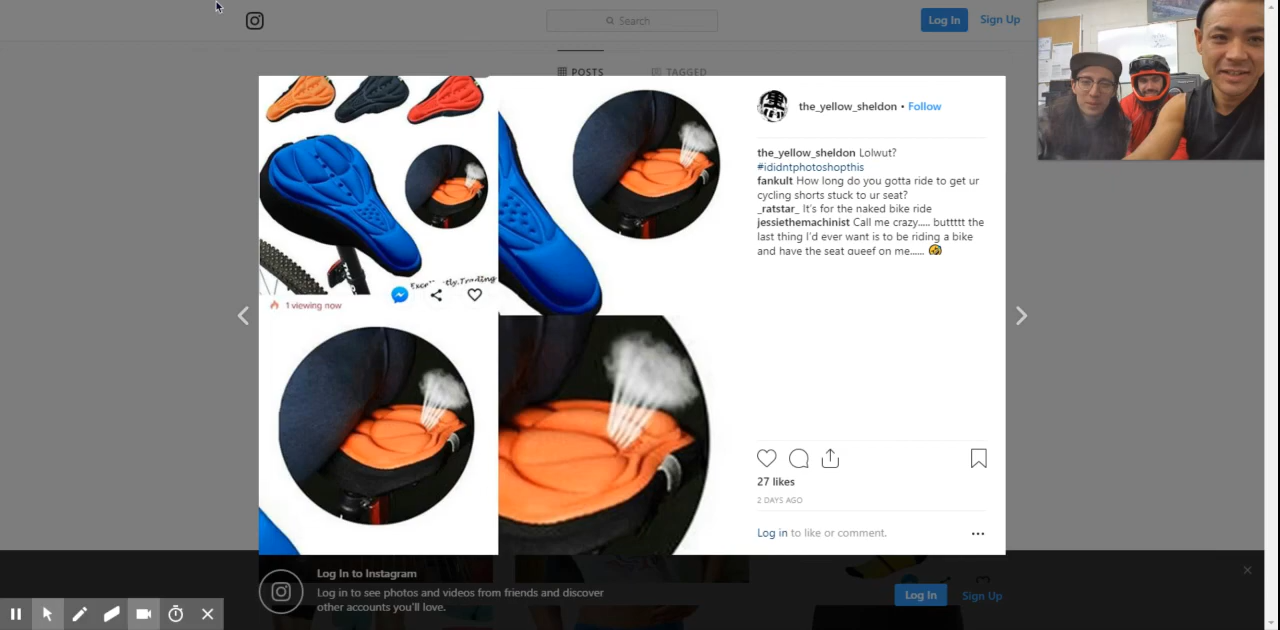 Search
Log In
Sign Up
POSTS
TAGGED
the_yellow_sheldon • Follow
the_yellow_sheldon Lolwut?
#ididntphotoshopthis
fankult How long do you gotta ride to get ur
cycling shorts stuck to ur seat?
_ratstar_ It's for the naked bike ride
jessiethemachinist Call me crazy..... buttttt the
last thing I'd ever want is to be riding a bike
and have the seat queef on me......
1 viewing now
27 likes
2 DAYS AGO
Log in to like or comment.
Log In to Instagram
Log in to see photos and videos from friends and discover
other accounts you'll love.
Log In
Sign Up